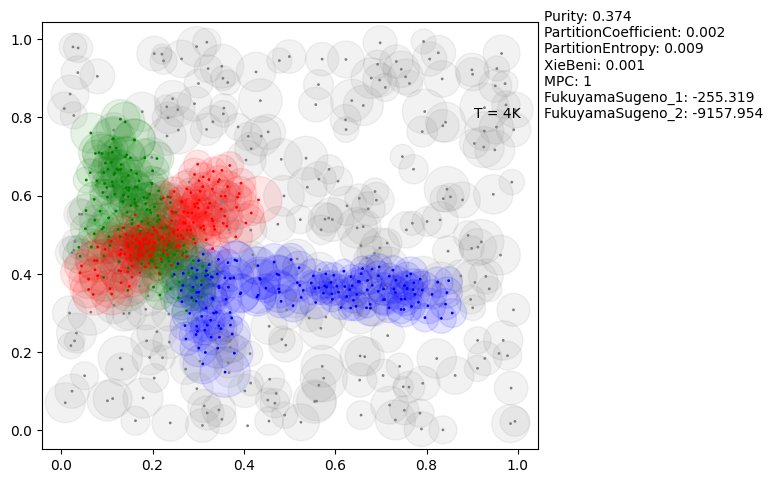 Purity: 0.374
PartitionCoefficient: 0.002
PartitionEntropy: 0.009
XieBeni: 0.001
MPC: 1
FukuyamaSugeno_1: -255.319
FukuyamaSugeno_2: -9157.954
T = 4K
1.0
0.8
0.6
0.4
0.2
0.0
0.0 0.2 0.4 0.6 0.8 1.0